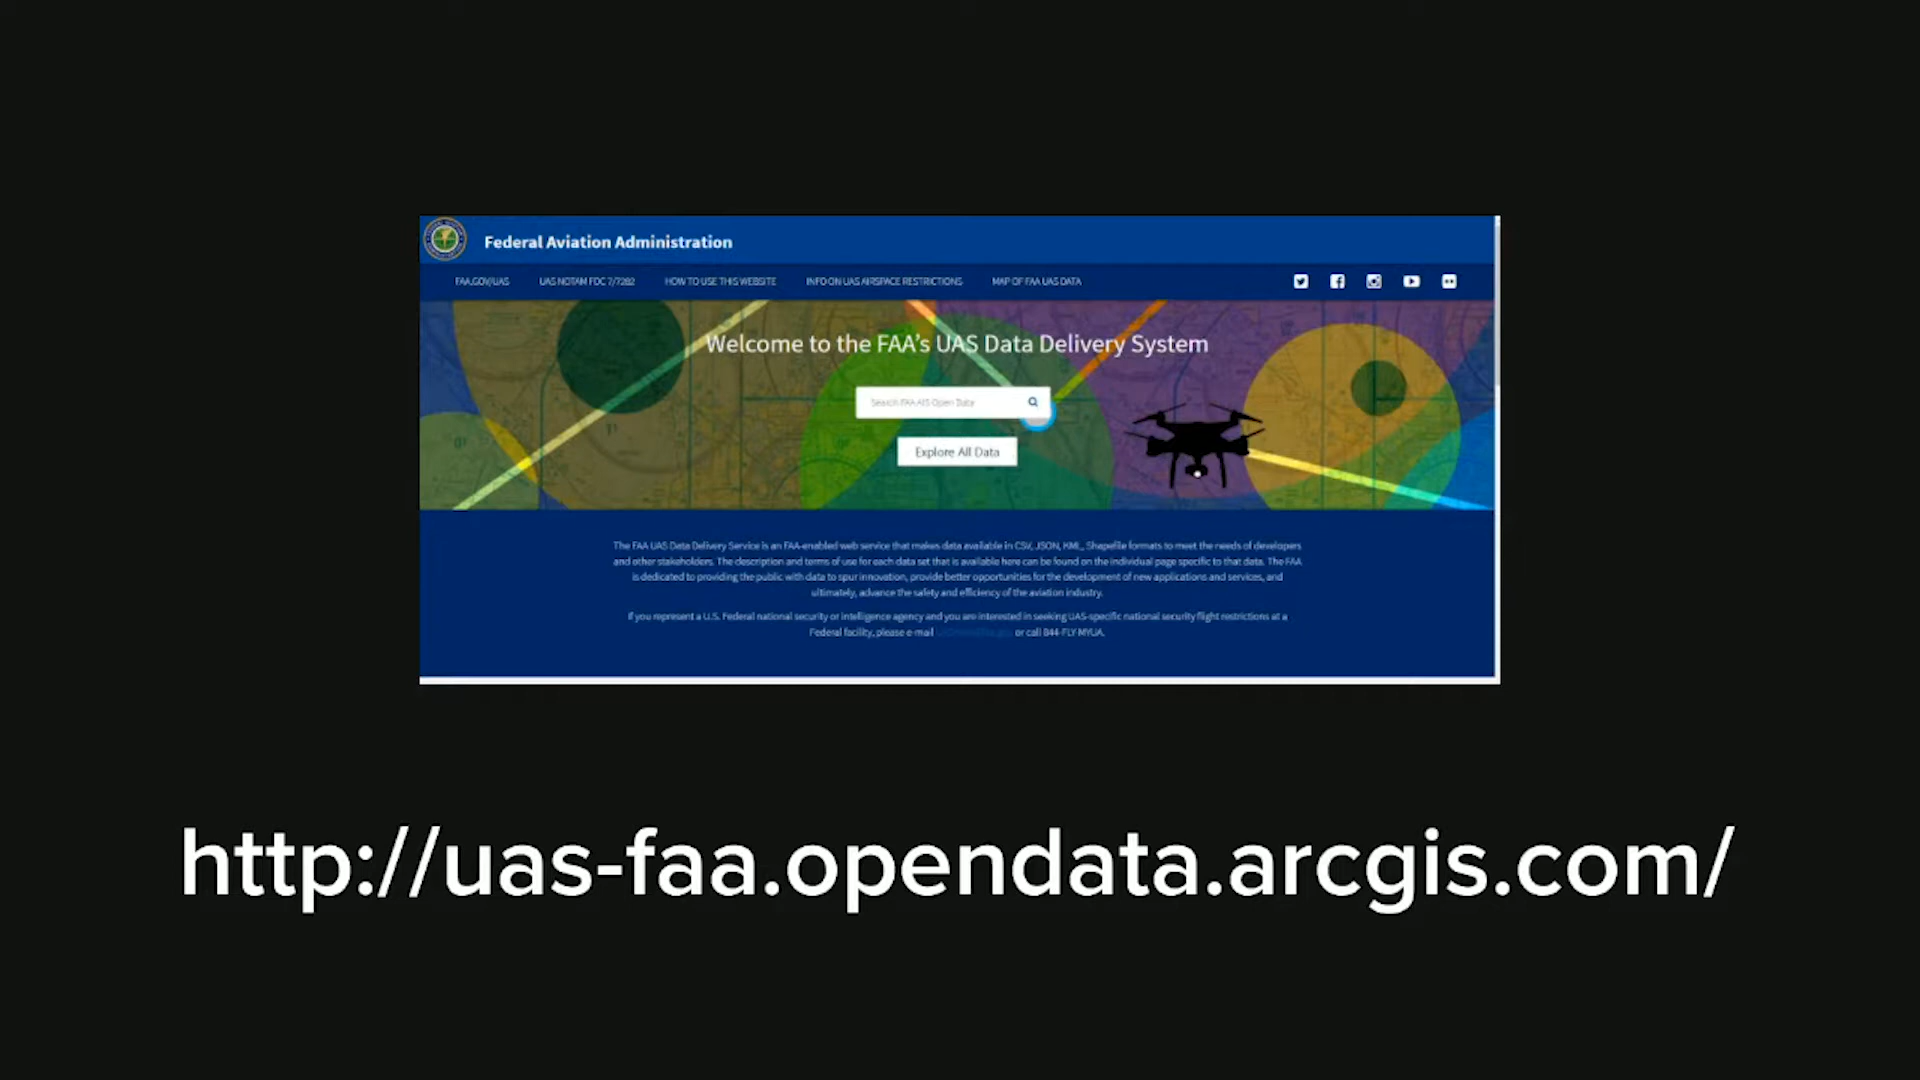 Federal Aviation Administration
FAA.GOV/UAS UAS NOTAM FDC 7/7282 HOW TO USE THIS WEBSITE INFO ON UAS AIRSPACE RESTRICTIONS MAP OF FAA UAS DATA
Welcome to the FAA's UAS Data Delivery System
Search FAA AIS Open Data
Explore All Data
The FAA UAS Data Delivery Service is an FAA-enabled web service that makes data available in CSV, JSON, KML, Shapefile formats to meet the needs of developers
and other stakeholders. The description and terms of use for each data set that is available here can be found on the individual page specific to that data. The FAA
is dedicated to providing the public with data to spur innovation, provide better opportunities for the development of new applications and services, and
ultimately, advance the safety and efficiency of the aviation industry.
If you represent a U.S. Federal national security or intelligence agency and you are interested in seeking UAS-specific national security flight restrictions at a
Federal facility, please e-mail or call 844-FLY-MYUA.
http://uas-faa.opendata.arcgis.com/